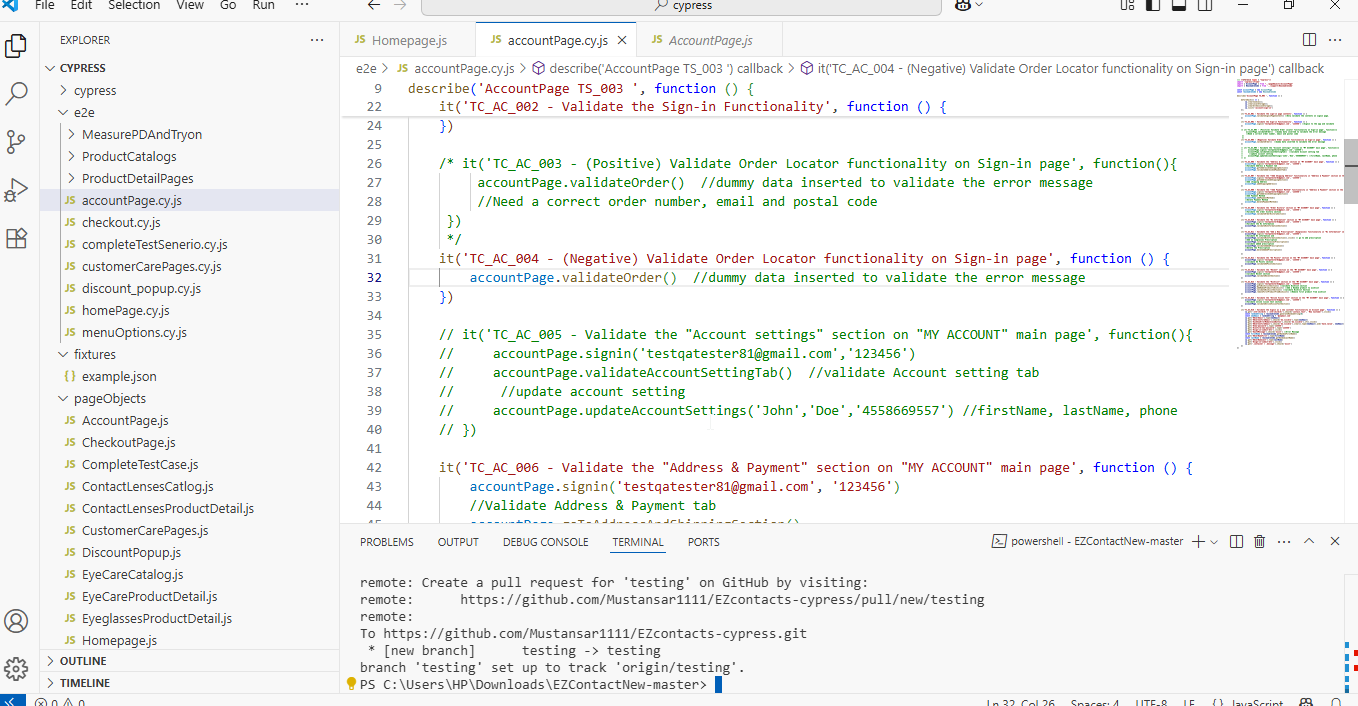 File Edit Selection View Go Run ···
cypress
EXPLORER ···
CYPRESS
cypress
e2e
MeasurePDAndTryon
ProductCatalogs
ProductDetailPages
JS accountPage.cy.js
JS checkout.cy.js
JS completeTestSenerio.cy.js
JS customerCarePages.cy.js
JS discount_popup.cy.js
JS homePage.cy.js
JS menuOptions.cy.js
fixtures
{} example.json
pageObjects
JS AccountPage.js
JS CheckoutPage.js
JS CompleteTestCase.js
JS ContactLensesCatlog.js
JS ContactLensesProductDetail.js
JS CustomerCarePages.js
JS DiscountPopup.js
JS EyeCareCatalog.js
JS EyeCareProductDetail.js
JS EyeglassesProductDetail.js
JS Homepage.js
OUTLINE
TIMELINE
JS Homepage.js JS accountPage.cy.js JS AccountPage.js
e2e > JS accountPage.cy.js > describe('AccountPage TS_003 ') callback > it('TC_AC_004 - (Negative) Validate Order Locator functionality on Sign-in page') callback
9 describe('AccountPage TS_003 ', function () {
22 it('TC_AC_002 - Validate the Sign-in Functionality', function () {
24 })
25
26 /* it('TC_AC_003 - (Positive) Validate Order Locator functionality on Sign-in page', function(){
27 accountPage.validateOrder() //dummy data inserted to validate the error message
28 //Need a correct order number, email and postal code
29 })
30 */
31 it('TC_AC_004 - (Negative) Validate Order Locator functionality on Sign-in page', function () {
32 accountPage.validateOrder() //dummy data inserted to validate the error message
33 })
34
35 // it('TC_AC_005 - Validate the "Account settings" section on "MY ACCOUNT" main page', function(){
36 // accountPage.signin('testqatester81@gmail.com','123456')
37 // accountPage.validateAccountSettingTab() //validate Account setting tab
38 // //update account setting
39 // accountPage.updateAccountSettings('John','Doe','4558669557') //firstName, lastName, phone
40 // })
41
42 it('TC_AC_006 - Validate the "Address & Payment" section on "MY ACCOUNT" main page', function () {
43 accountPage.signin('testqatester81@gmail.com', '123456')
44 //Validate Address & Payment tab
45 accountPage.goToAddressAndShippingSection()
PROBLEMS OUTPUT DEBUG CONSOLE TERMINAL PORTS powershell - EZContactNew-master
remote: Create a pull request for 'testing' on GitHub by visiting:
remote: https://github.com/Mustansar1111/EZcontacts-cypress/pull/new/testing
remote:
To https://github.com/Mustansar1111/EZcontacts-cypress.git
* [new branch] testing -> testing
branch 'testing' set up to track 'origin/testing'.
PS C:\Users\HP\Downloads\EZContactNew-master>
0 0 Ln 32, Col 26 Spaces: 4 UTF-8 LF {} JavaScript